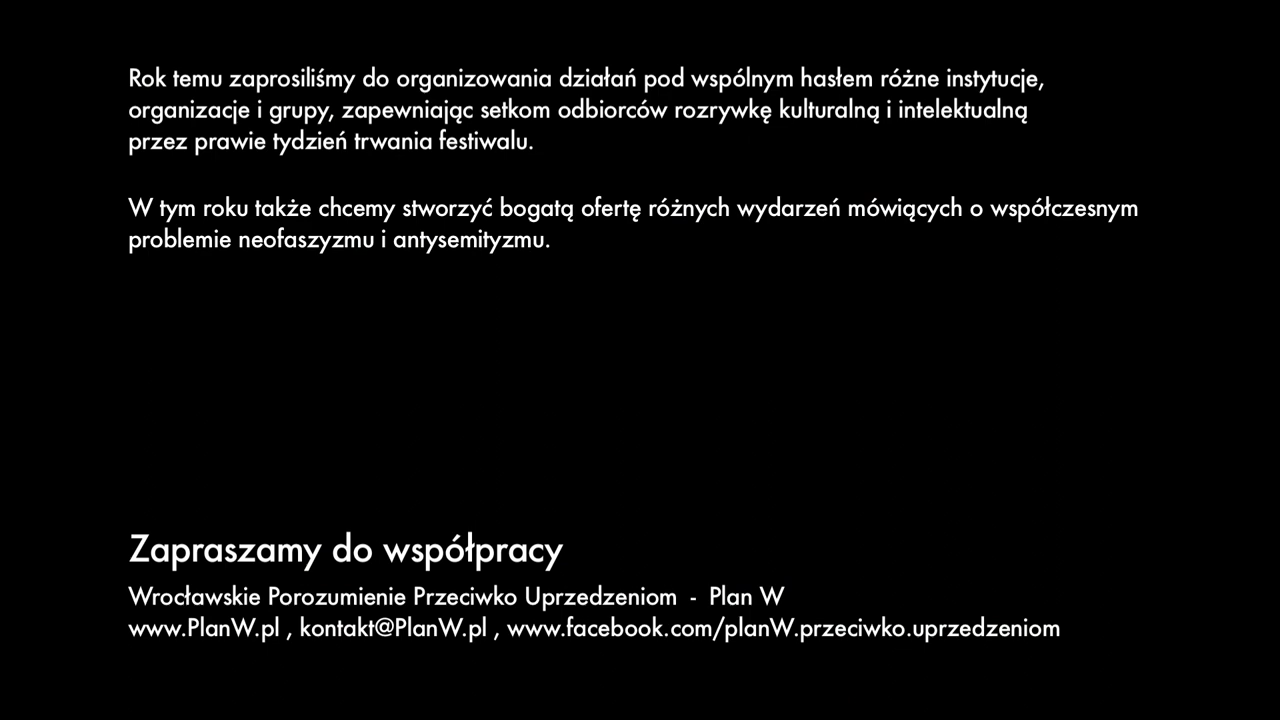 Rok temu zaprosiliśmy do organizowania działań pod wspólnym hasłem różne instytucje,
organizacje i grupy, zapewniając setkom odbiorców rozrywkę kulturalną i intelektualną
przez prawie tydzień trwania festiwalu.
W tym roku także chcemy stworzyć bogatą ofertę różnych wydarzeń mówiących o współczesnym
problemie neofaszyzmu i antysemityzmu.
Zapraszamy do współpracy
Wrocławskie Porozumienie Przeciwko Uprzedzeniom - Plan W
www.PlanW.pl , kontakt@PlanW.pl , www.facebook.com/planW.przeciwko.uprzedzeniom